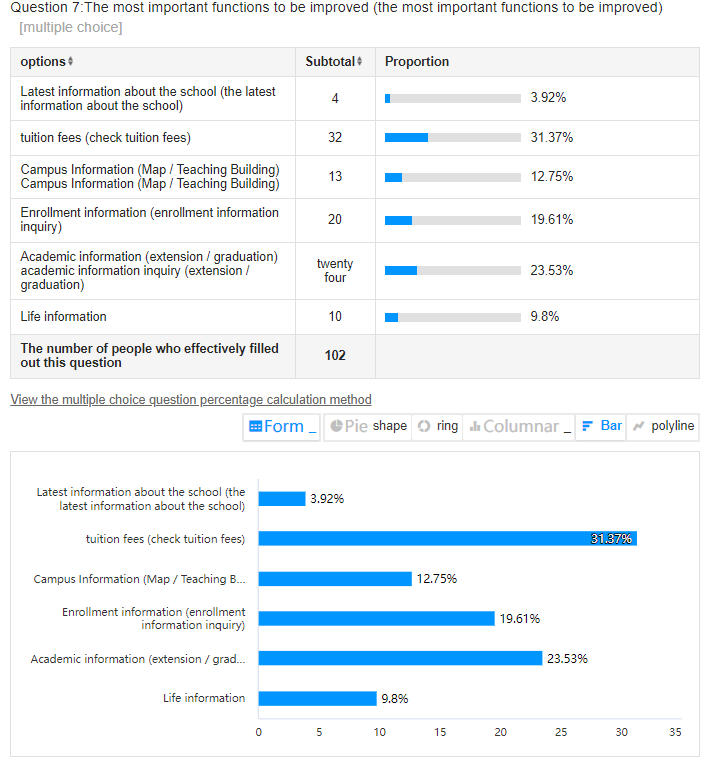 Question 7:The most important functions to be improved (the most important functions to be improved)
[multiple choice]
options Subtotal Proportion
Latest information about the school (the latest
information about the school)
4 3.92%
tuition fees (check tuition fees) 32 31.37%
Campus Information (Map / Teaching Building)
Campus Information (Map / Teaching Building)
13 12.75%
Enrollment information (enrollment information
inquiry)
20 19.61%
Academic information (extension / graduation)
academic information inquiry (extension /
graduation)
twenty
four
23.53%
Life information 10 9.8%
The number of people who effectively filled
out this question
102
View the multiple choice question percentage calculation method
Form _ Pie shape ring Columnar _ Bar polyline
Latest information about the school (the
latest information about the school)
3.92%
tuition fees (check tuition fees) 31.37%
Campus Information (Map / Teaching B... 12.75%
Enrollment information (enrollment
information inquiry)
19.61%
Academic information (extension / grad... 23.53%
Life information 9.8%
0 5 10 15 20 25 30 35